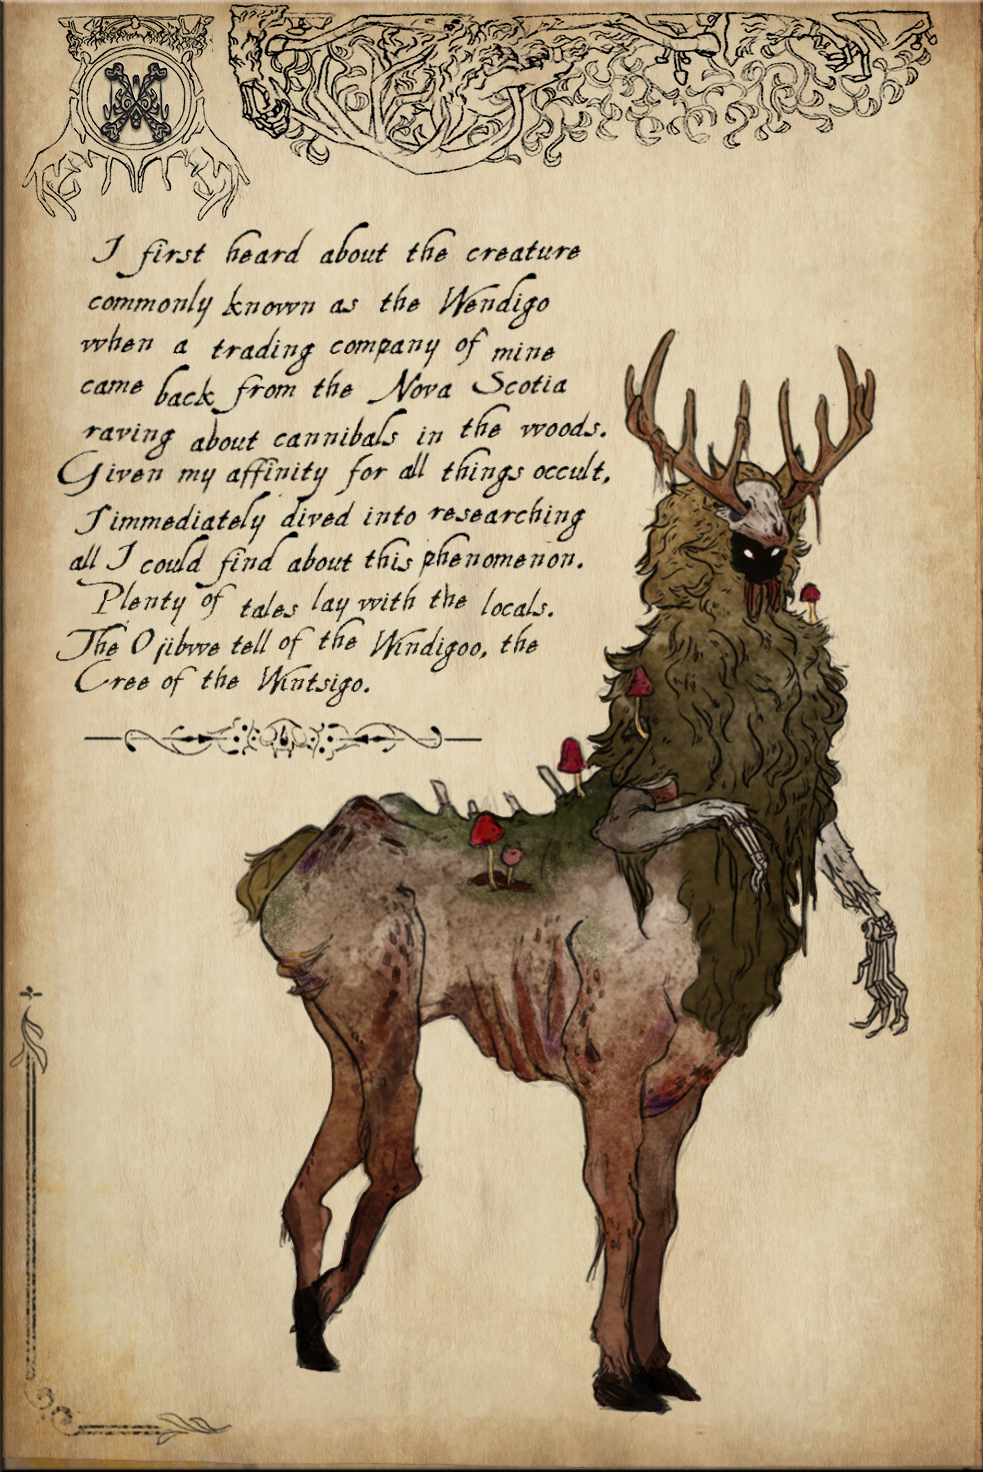 I first heard about the creature
commonly known as the Wendigo
when a trading company of mine
came back from the Nova Scotia
raving about cannibals in the woods.
Given my affinity for all things occult,
I immediately dived into researching
all I could find about this phenomenon.
Plenty of tales lay with the locals.
The Ojibwe tell of the Windigoo, the
Cree of the Wintsigo.